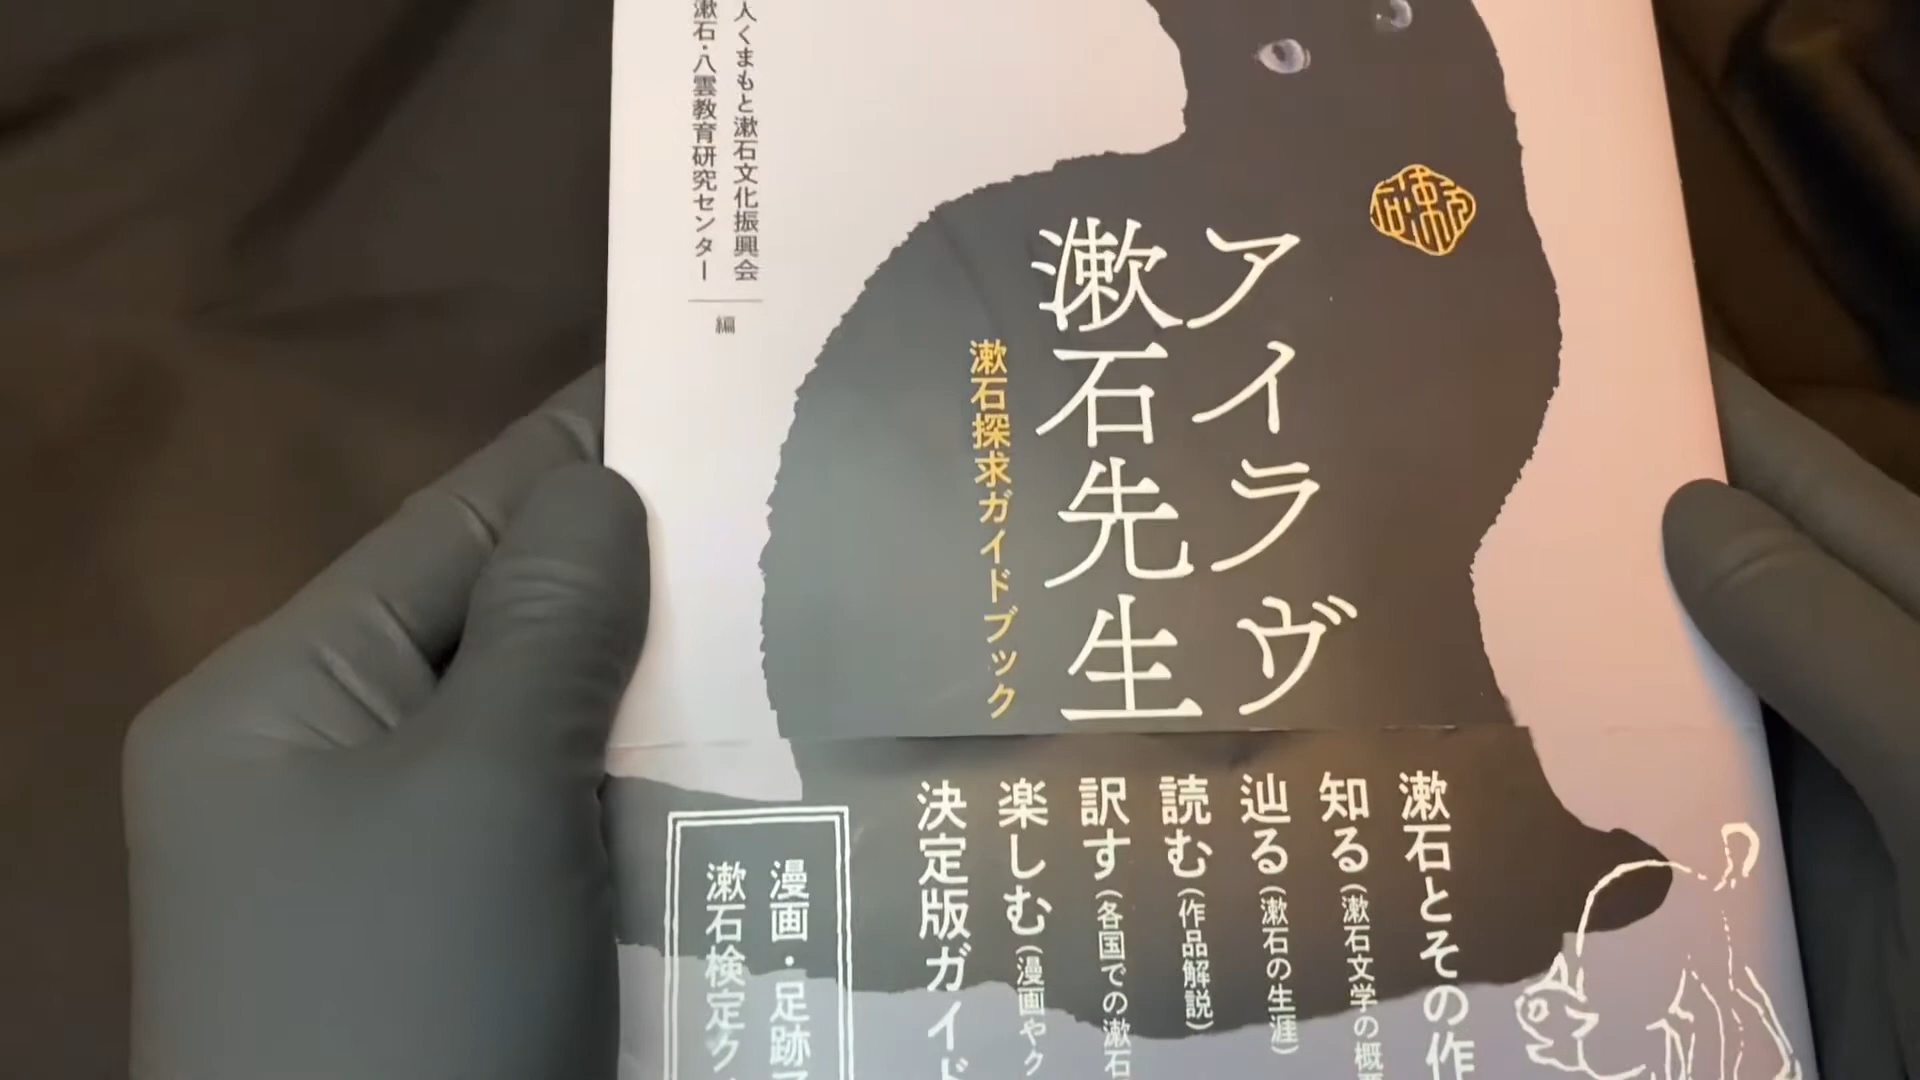 アイラヴ
漱石先生
漱石探求ガイドブック
人くまもと漱石文化振興会
漱石・八雲教育研究センター
編
漱石とその作
知る（漱石文学の概要
辿る（漱石の生涯）
読む（作品解説）
訳す（各国での漱石
楽しむ（漫画やク
決定版ガイド
漫画・足跡マ
漱石検定ク